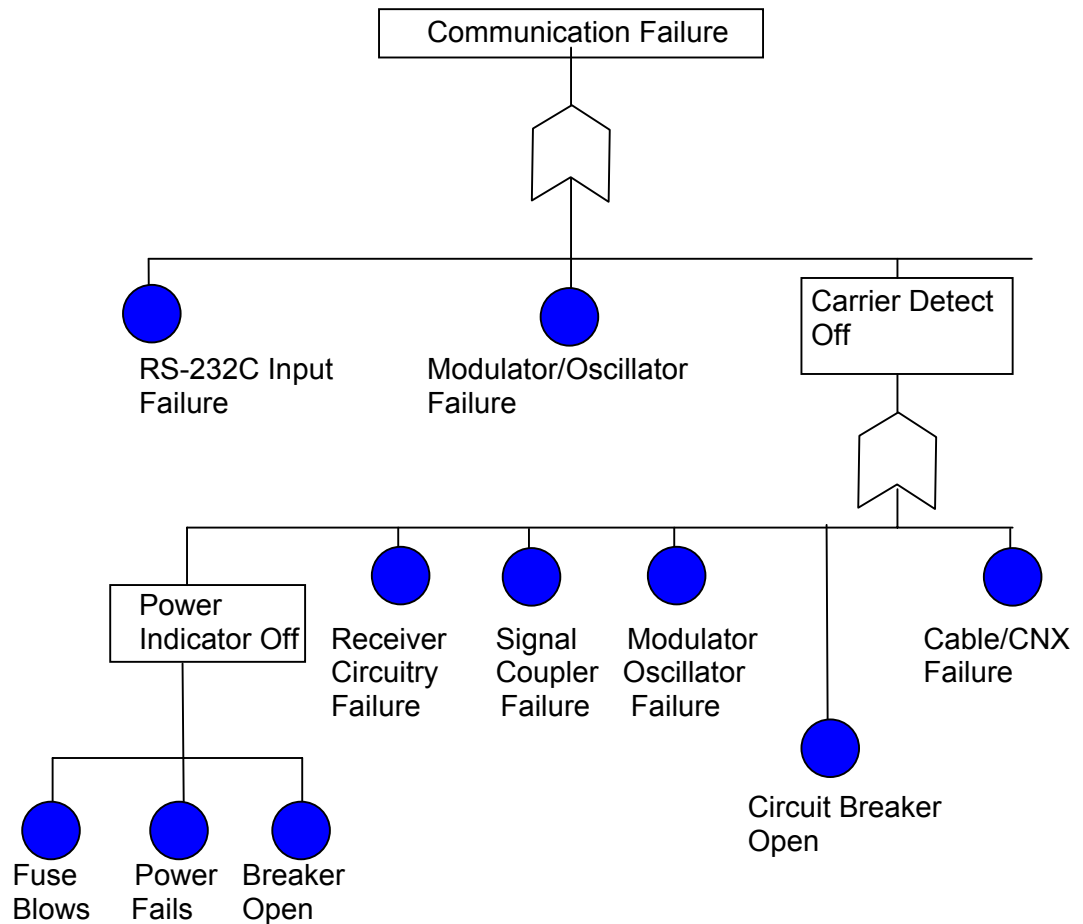 Communication Failure
Carrier Detect
Off
RS-232C Input
Failure
Modulator/Oscillator
Failure
Power
Indicator Off
Receiver
Circuitry
Failure
Signal
Coupler
Failure
Modulator
Oscillator
Failure
Cable/CNX
Failure
Circuit Breaker
Open
Fuse
Blows
Power
Fails
Breaker
Open